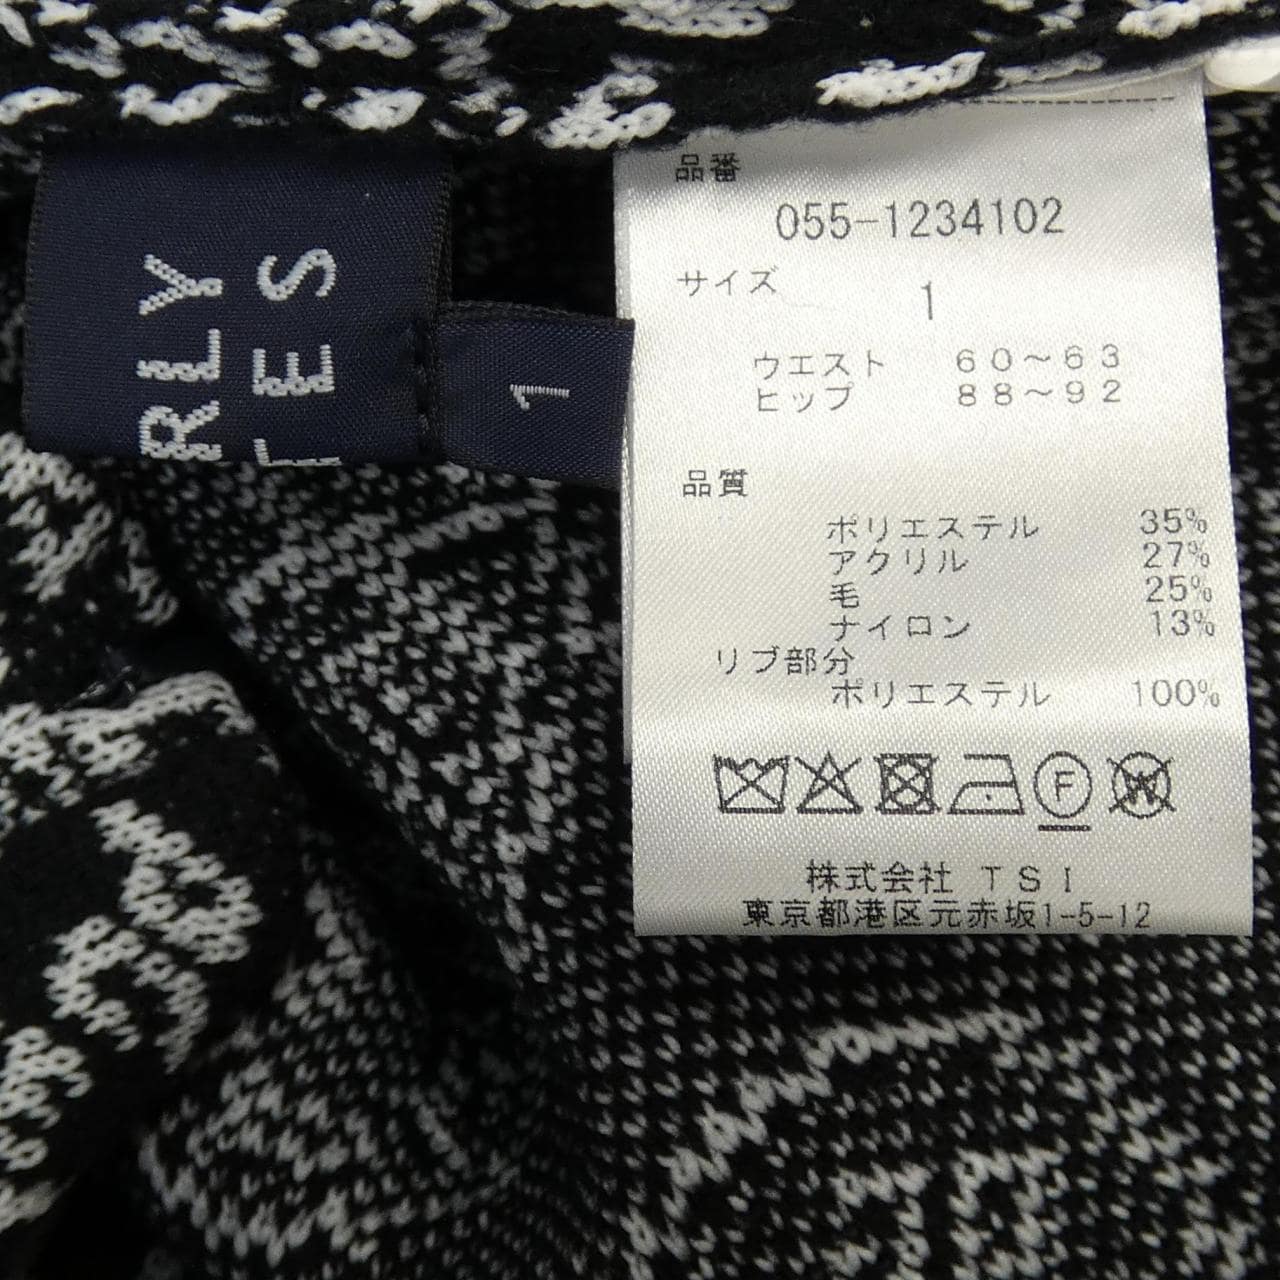 RLY
TES
1
品番
055-1234102
サイズ
1
ウエスト 60〜63
ヒップ 88〜92
品質
ポリエステル 35%
アクリル 27%
毛 25%
ナイロン 13%
リブ部分
ポリエステル 100%
F
W
株式会社 TSI
東京都港区元赤坂1-5-12